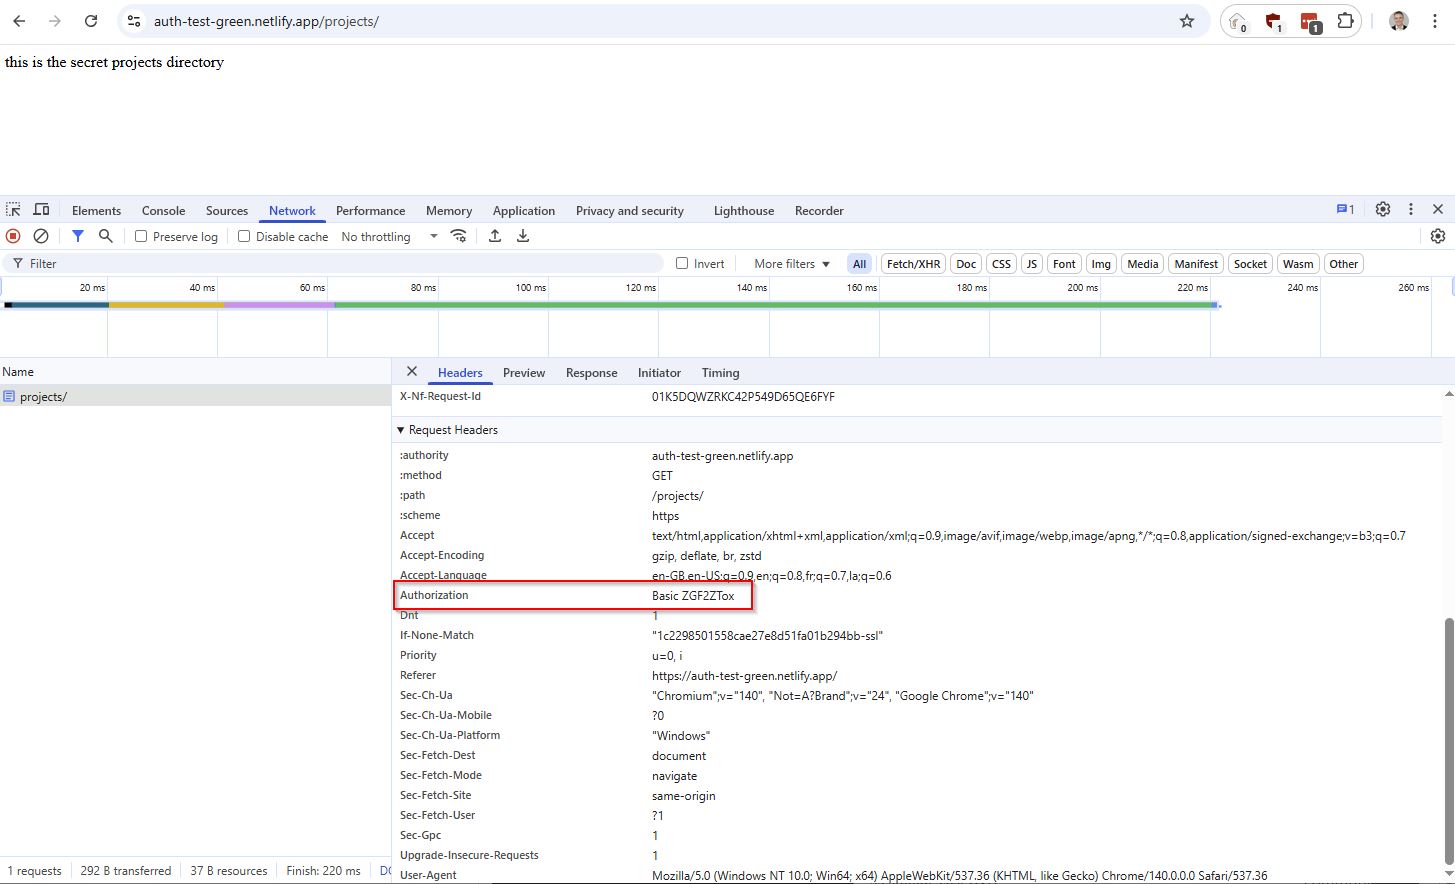 auth-test-green.netlify.app/projects/
0
1
1
this is the secret projects directory
Elements Console Sources Network Performance Memory Application Privacy and security Lighthouse Recorder 1
Preserve log Disable cache No throttling
Filter Invert More filters All Fetch/XHR Doc CSS JS Font Img Media Manifest Socket Wasm Other
20 ms 40 ms 60 ms 80 ms 100 ms 120 ms 140 ms 160 ms 180 ms 200 ms 220 ms 240 ms 260 ms
Name
projects/
Headers Preview Response Initiator Timing
X-Nf-Request-Id 01K5DQWZRKC42P549D65QE6FYF
Request Headers
:authority auth-test-green.netlify.app
:method GET
:path /projects/
:scheme https
Accept text/html,application/xhtml+xml,application/xml;q=0.9,image/avif,image/webp,image/apng,*/*;q=0.8,application/signed-exchange;v=b3;q=0.7
Accept-Encoding gzip, deflate, br, zstd
Accept-Language en-GB,en-US;q=0.9,en;q=0.8,fr;q=0.7,la;q=0.6
Authorization Basic ZGF2ZTox
Dnt 1
If-None-Match "1c2298501558cae27e8d51fa01b294bb-ssl"
Priority u=0, i
Referer https://auth-test-green.netlify.app/
Sec-Ch-Ua "Chromium";v="140", "Not=A?Brand";v="24", "Google Chrome";v="140"
Sec-Ch-Ua-Mobile ?0
Sec-Ch-Ua-Platform "Windows"
Sec-Fetch-Dest document
Sec-Fetch-Mode navigate
Sec-Fetch-Site same-origin
Sec-Fetch-User ?1
Sec-Gpc 1
Upgrade-Insecure-Requests 1
User-Agent Mozilla/5.0 (Windows NT 10.0; Win64; x64) AppleWebKit/537.36 (KHTML, like Gecko) Chrome/140.0.0.0 Safari/537.36
1 requests 292 B transferred 37 B resources Finish: 220 ms